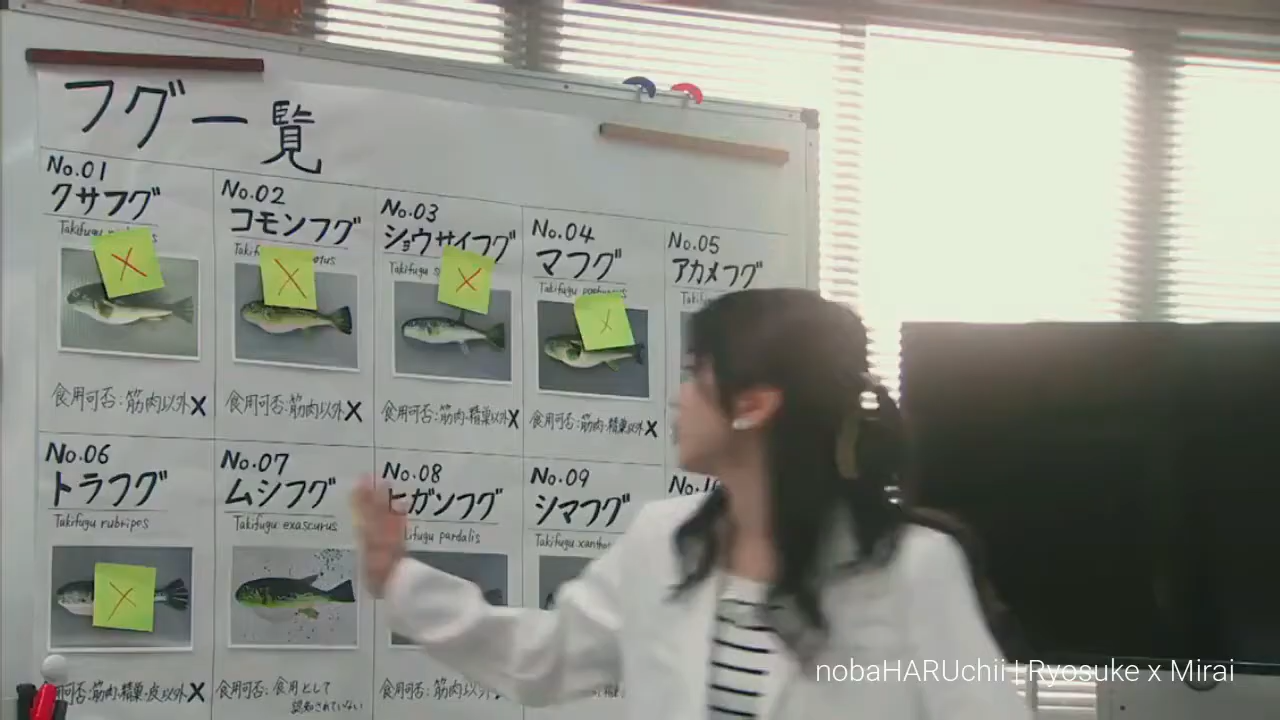 フグ一覧
No.01
クサフグ
No.02
コモンフグ
No.03
ショウサイフグ
Takifugu
No.04
マフグ
Takifugu porphyreus
No.05
アカメフグ
食用可否:筋肉以外X
食用可否:筋肉以外X
食用可否:筋肉・精巣以外X
食用可否:筋肉・精巣以外X
No.06
トラフグ
Takifugu rubripes
No.07
ムシフグ
Takifugu exascurus
No.08
ヒガンフグ
pardalis
No.09
シマフグ
Takifugu xantho
No.10
用可否:筋肉・精巣・皮以外X
食用可否:食用として
認知されていない
食用可否:筋肉
nobaHARUchii | Ryosuke x Mirai